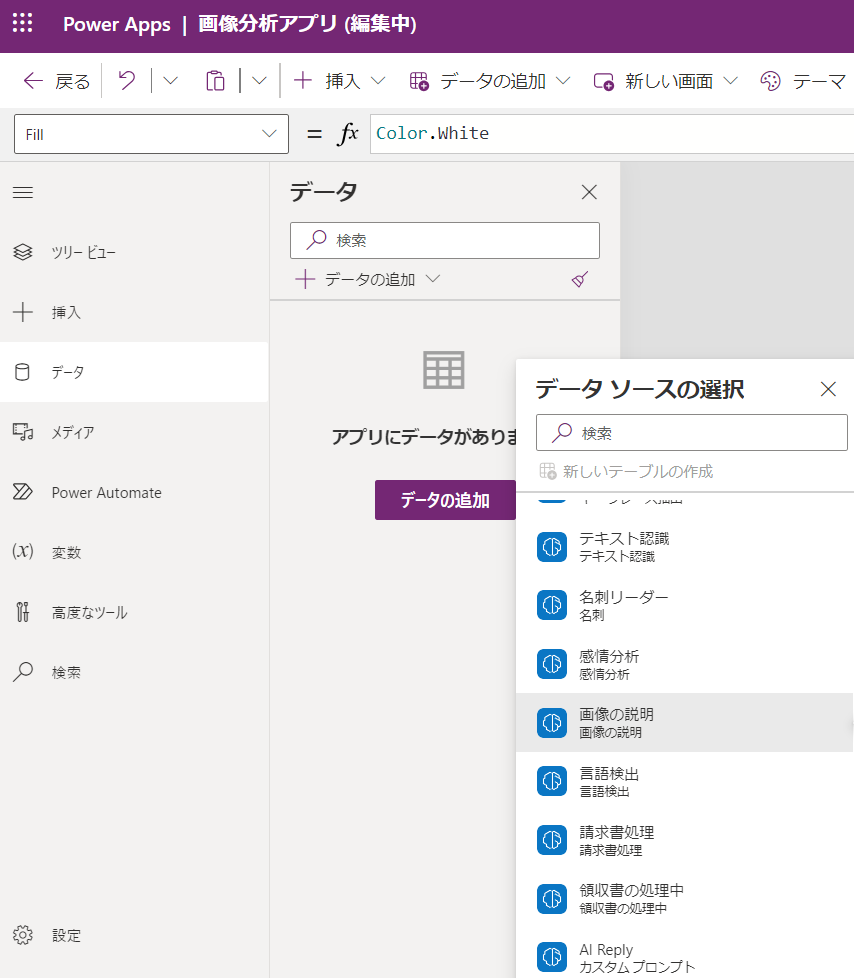 Power Apps | 画像分析アプリ (編集中)
戻る 挿入 データの追加 新しい画面 テーマ
Fill = fx Color.White
データ
検索
ツリー ビュー
データの追加
挿入
データ
データ ソースの選択
メディア
アプリにデータがありま
検索
新しいテーブルの作成
Power Automate
データの追加
テキスト認識
変数
テキスト認識
名刺リーダー
高度なツール
名刺
感情分析
検索
感情分析
画像の説明
画像の説明
言語検出
言語検出
請求書処理
請求書処理
領収書の処理中
領収書の処理中
設定
AI Reply
カスタム プロンプト